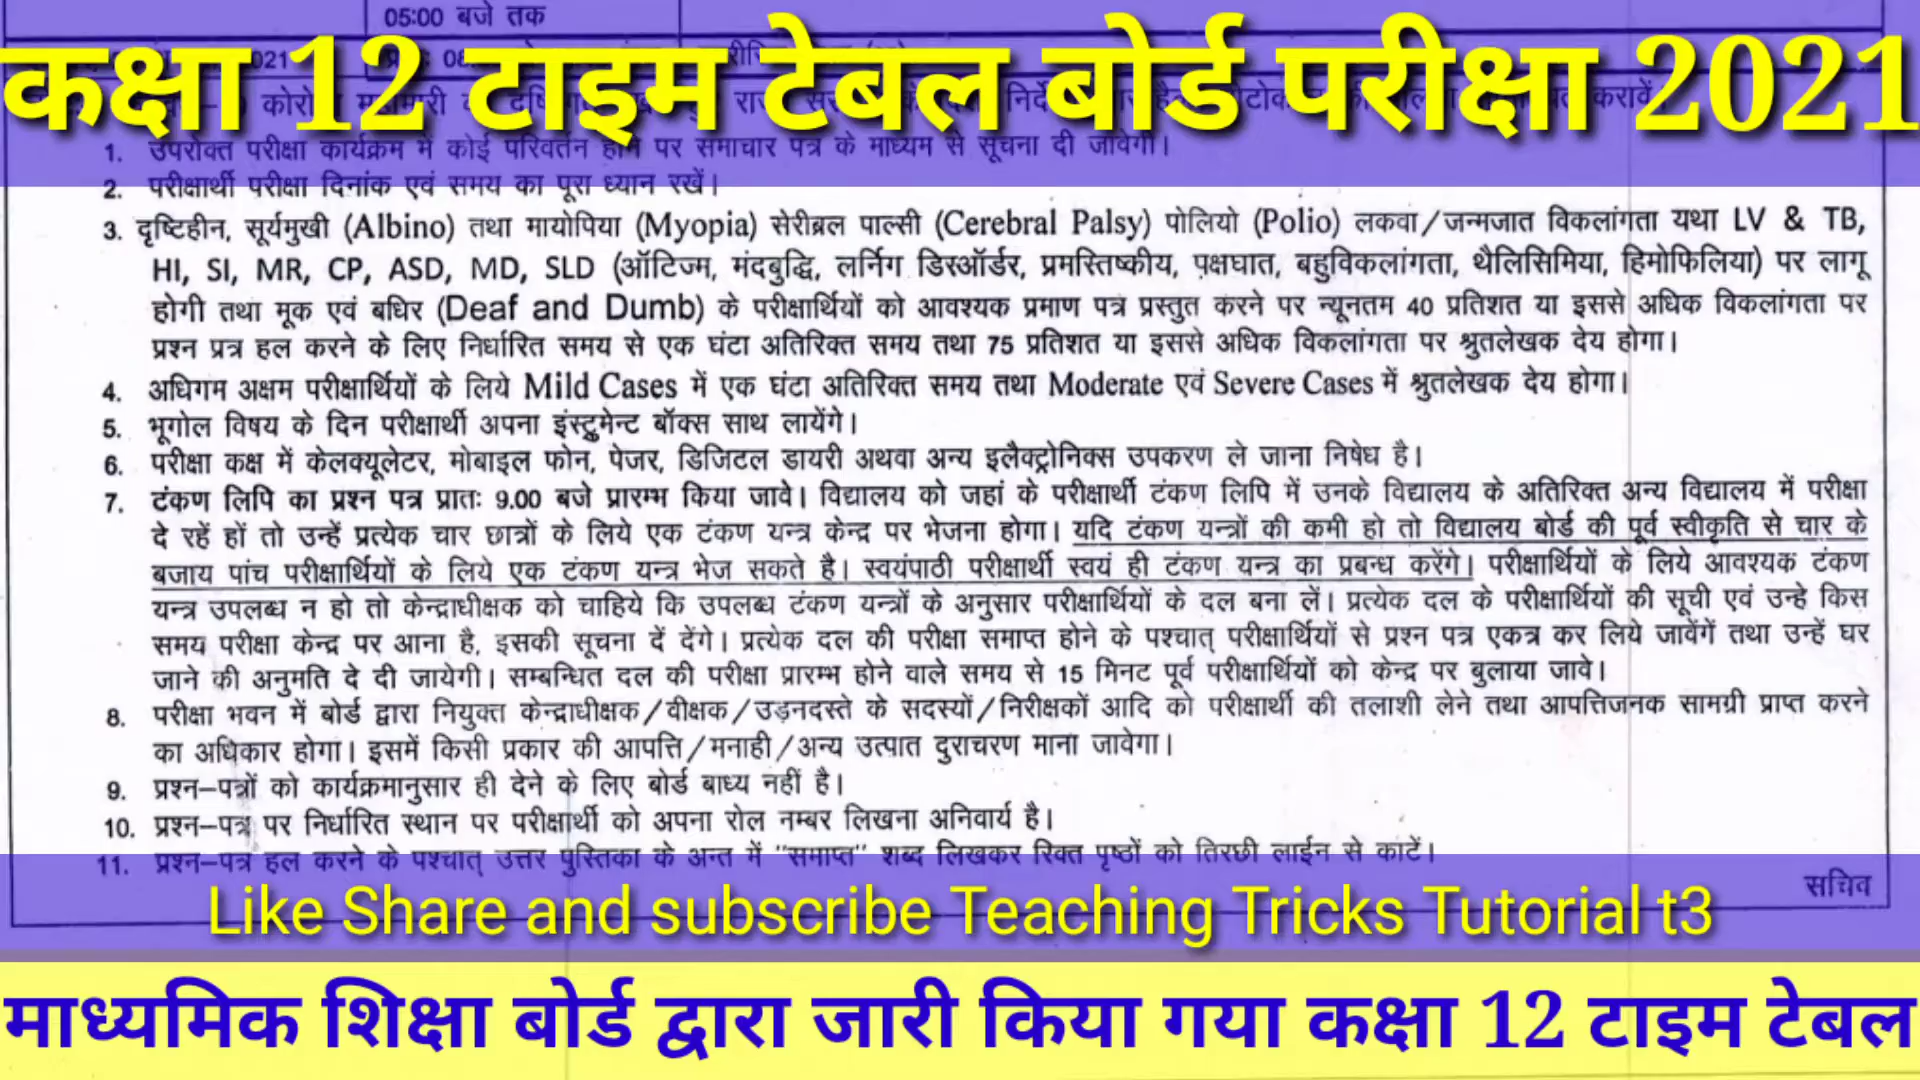 05:00 बजे तक
कक्षा 12 टाइम टेबल बोर्ड परीक्षा 2021
1. उपरोक्त परीक्षा कार्यक्रम में कोई परिवर्तन होने पर समाचार पत्र के माध्यम से सूचना दी जावेगी।
2. परीक्षार्थी परीक्षा दिनांक एवं समय का पूरा ध्यान रखें।
3. दृष्टिहीन, सूर्यमुखी (Albino) तथा मायोपिया (Myopia) सेरीब्रल पाल्सी (Cerebral Palsy) पोलियो (Polio) लकवा/जन्मजात विकलांगता यथा LV & TB,
HI, SI, MR, CP, ASD, MD, SLD (ऑटिज्म, मंदबुद्धि, लर्निग डिसऑर्डर, प्रमस्तिष्कीय, पक्षघात, बहुविकलांगता, थैलिसिमिया, हिमोफिलिया) पर लागू
होगी तथा मूक एवं बधिर (Deaf and Dumb) के परीक्षार्थियों को आवश्यक प्रमाण पत्र प्रस्तुत करने पर न्यूनतम 40 प्रतिशत या इससे अधिक विकलांगता पर
प्रश्न प्रत्र हल करने के लिए निर्धारित समय से एक घंटा अतिरिक्त समय तथा 75 प्रतिशत या इससे अधिक विकलांगता पर श्रुतलेखक देय होगा।
4. अधिगम अक्षम परीक्षार्थियों के लिये Mild Cases में एक घंटा अतिरिक्त समय तथा Moderate एवं Severe Cases में श्रुतलेखक देय होगा।
5. भूगोल विषय के दिन परीक्षार्थी अपना इंस्ट्रुमेन्ट बॉक्स साथ लायेंगे।
6. परीक्षा कक्ष में केलक्यूलेटर, मोबाइल फोन, पेजर, डिजिटल डायरी अथवा अन्य इलैक्ट्रोनिक्स उपकरण ले जाना निषेध है।
7. टंकण लिपि का प्रश्न पत्र प्रातः 9.00 बजे प्रारम्भ किया जावे। विद्यालय को जहां के परीक्षार्थी टंकण लिपि में उनके विद्यालय के अतिरिक्त अन्य विद्यालय में परीक्षा
दे रहें हों तो उन्हें प्रत्येक चार छात्रों के लिये एक टंकण यन्त्र केन्द्र पर भेजना होगा। यदि टंकण यन्त्रों की कमी हो तो विद्यालय बोर्ड की पूर्व स्वीकृति से चार के
बजाय पांच परीक्षार्थियों के लिये एक टंकण यन्त्र भेज सकते है। स्वयंपाठी परीक्षार्थी स्वयं ही टंकण यन्त्र का प्रबन्ध करेंगे। परीक्षार्थियों के लिये आवश्यक टंकण
यन्त्र उपलब्ध न हो तो केन्द्राधीक्षक को चाहिये कि उपलब्ध टंकण यन्त्रों के अनुसार परीक्षार्थियों के दल बना लें। प्रत्येक दल के परीक्षार्थियों की सूची एवं उन्हे किस
समय परीक्षा केन्द्र पर आना है, इसकी सूचना दें देंगे। प्रत्येक दल की परीक्षा समाप्त होने के पश्चात् परीक्षार्थियों से प्रश्न पत्र एकत्र कर लिये जावेंगें तथा उन्हें घर
जाने की अनुमति दे दी जायेगी। सम्बन्धित दल की परीक्षा प्रारम्भ होने वाले समय से 15 मिनट पूर्व परीक्षार्थियों को केन्द्र पर बुलाया जावे।
8. परीक्षा भवन में बोर्ड द्वारा नियुक्त केन्द्राधीक्षक/वीक्षक/उड़नदस्ते के सदस्यों/निरीक्षकों आदि को परीक्षार्थी की तलाशी लेने तथा आपत्तिजनक सामग्री प्राप्त करने
का अधिकार होगा। इसमें किसी प्रकार की आपत्ति/मनाही/अन्य उत्पात दुराचरण माना जावेगा।
9. प्रश्न–पत्रों को कार्यक्रमानुसार ही देने के लिए बोर्ड बाध्य नहीं है।
10. प्रश्न–पत्र पर निर्धारित स्थान पर परीक्षार्थी को अपना रोल नम्बर लिखना अनिवार्य है।
11. प्रश्न–पत्र हल करने के पश्चात् उत्तर पुस्तिका के अन्त में "समाप्त" शब्द लिखकर रिक्त पृष्ठों को तिरछी लाईन से काटें।
सचिव
Like Share and subscribe Teaching Tricks Tutorial t3
माध्यमिक शिक्षा बोर्ड द्वारा जारी किया गया कक्षा 12 टाइम टेबल